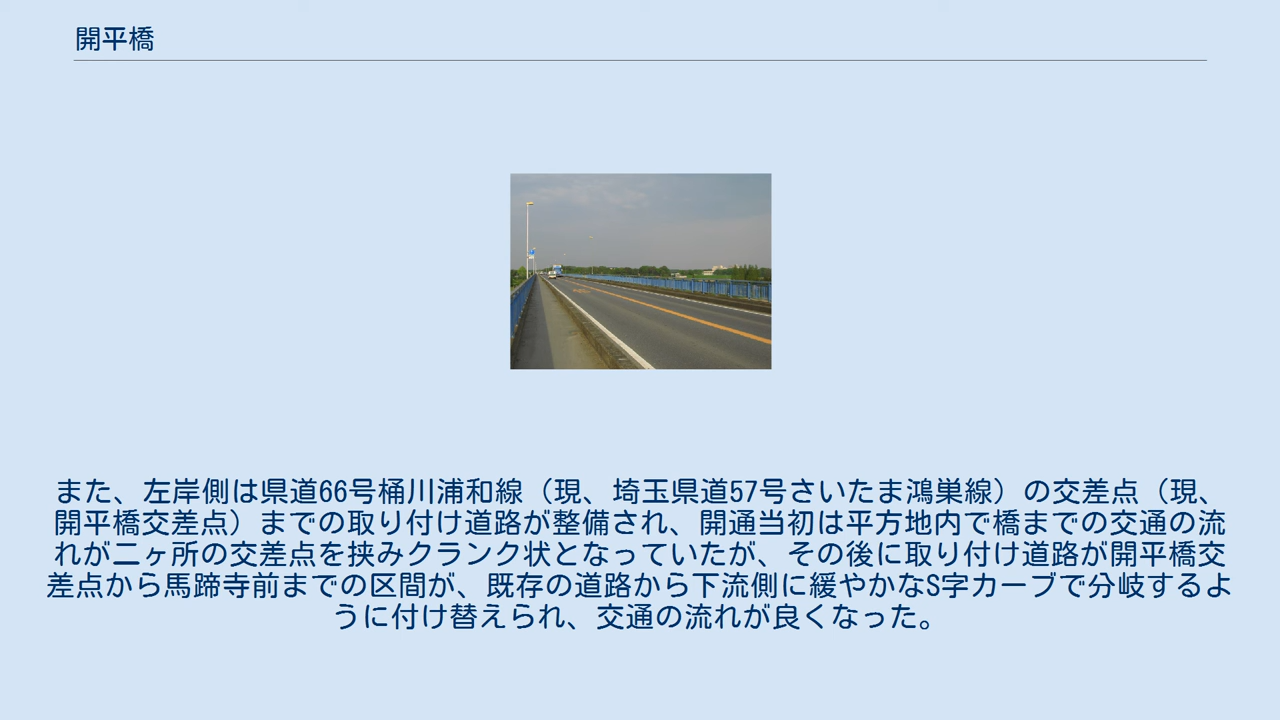 開平橋
また、左岸側は県道66号桶川浦和線（現、埼玉県道57号さいたま鴻巣線）の交差点（現、
開平橋交差点）までの取り付け道路が整備され、開通当初は平方地内で橋までの交通の流
れが二ヶ所の交差点を挟みクランク状となっていたが、その後に取り付け道路が開平橋交
差点から馬蹄寺前までの区間が、既存の道路から下流側に緩やかなS字カーブで分岐するよ
うに付け替えられ、交通の流れが良くなった。